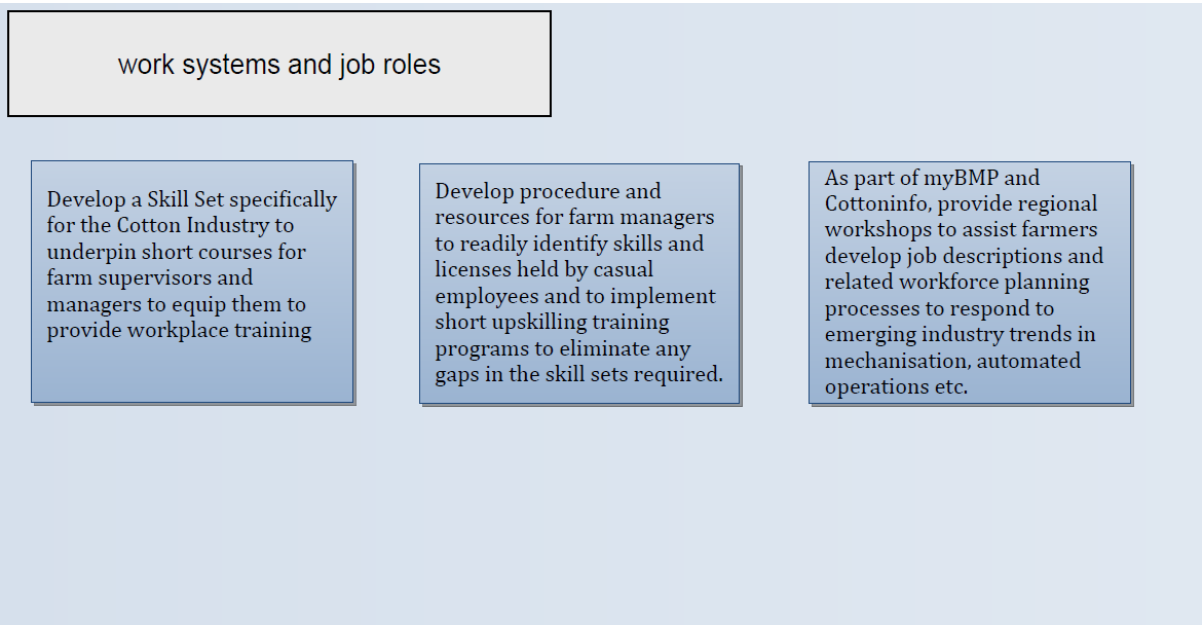 work systems and job roles
Develop a Skill Set specifically
for the Cotton Industry to
underpin short courses for
farm supervisors and
managers to equip them to
provide workplace training
Develop procedure and
resources for farm managers
to readily identify skills and
licenses held by casual
employees and to implement
short upskilling training
programs to eliminate any
gaps in the skill sets required.
As part of myBMP and
Cottoninfo, provide regional
workshops to assist farmers
develop job descriptions and
related workforce planning
processes to respond to
emerging industry trends in
mechanisation, automated
operations etc.